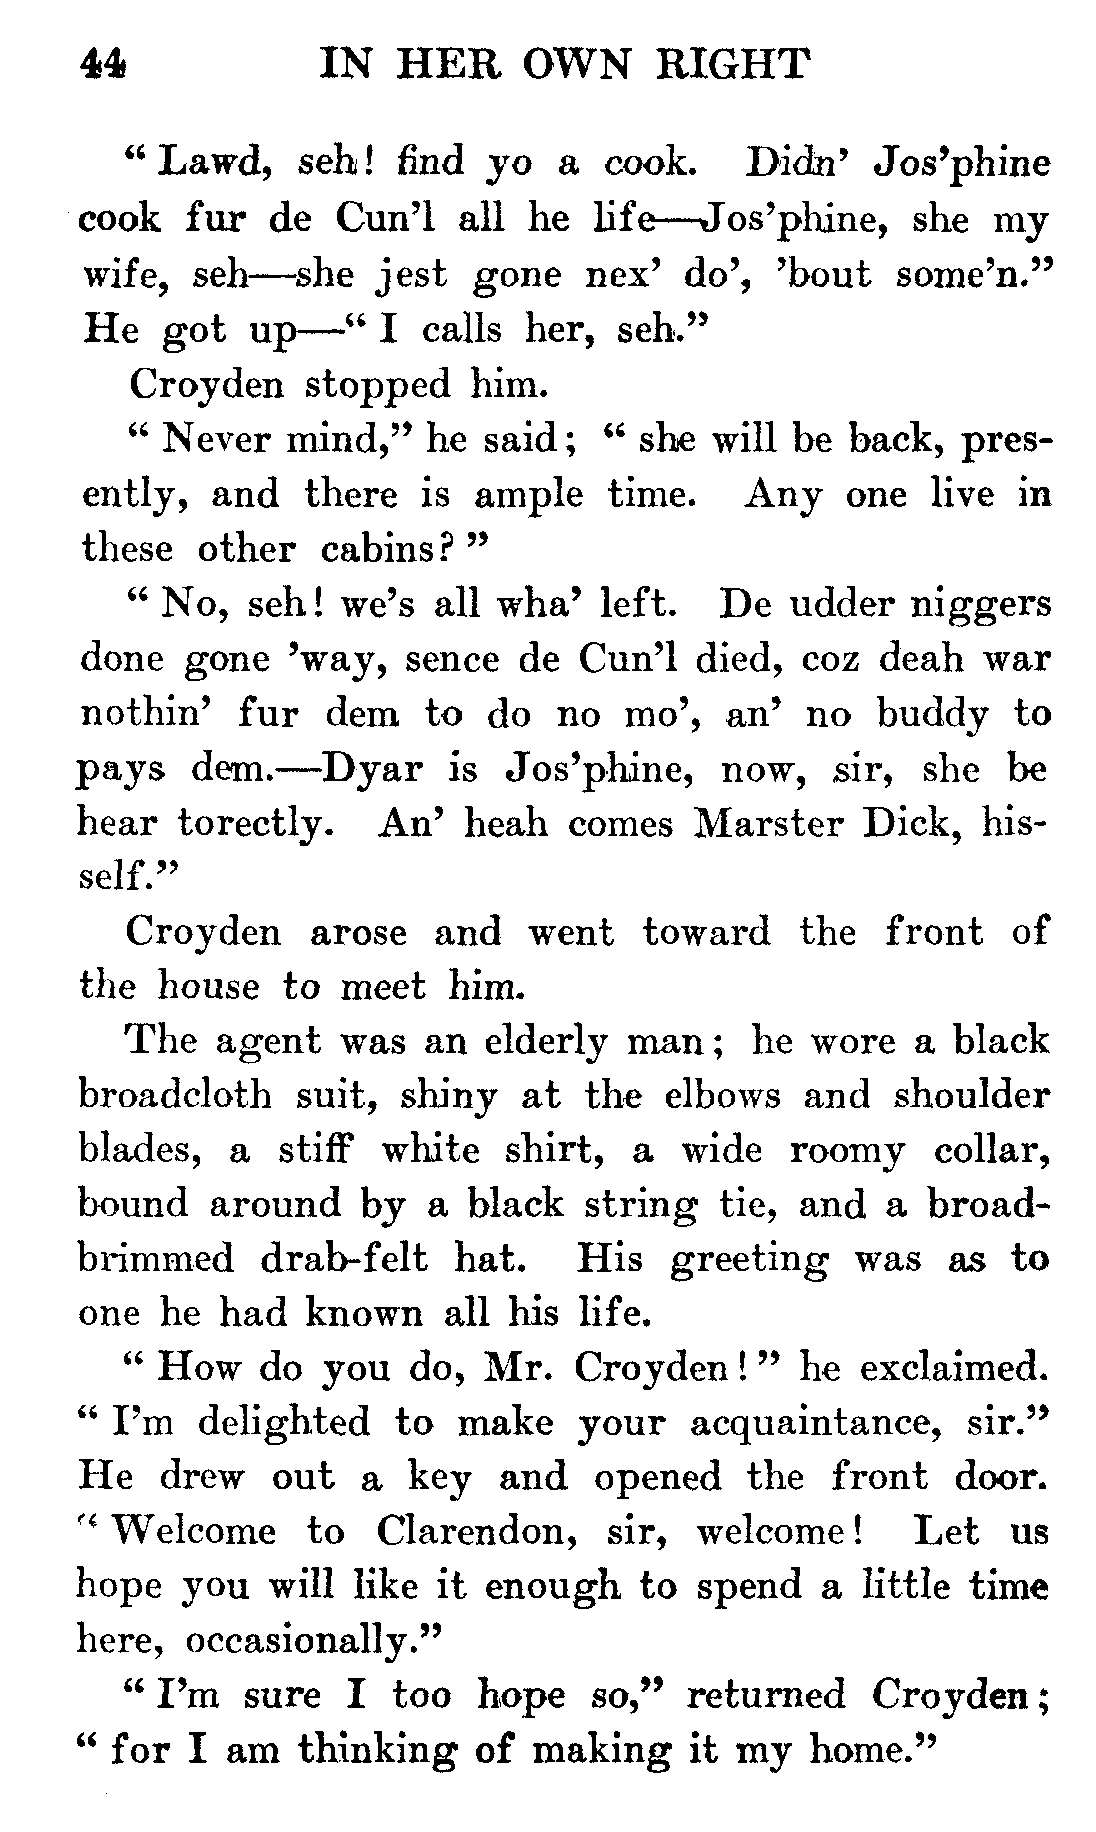 44 IN HER OWN RIGHT
“ Lawd, seh! find yo a cook. Didn’ Jos’phine
cook fur de Cun’l all he life—Jos’phine, she my
wife, seh—she jest gone nex’ do’, ’bout some’n.”
He got up—“ I calls her, seh.”
Croyden stopped him.
“ Never mind,” he said; “ she will be back, pres-
ently, and there is ample time. Any one live in
these other cabins? ”
“ No, seh! we’s all wha’ left. De udder niggers
done gone ’way, sence de Cun’l died, coz deah war
nothin’ fur dem to do no mo’, an’ no buddy to
pays dem.—Dyar is Jos’phine, now, sir, she be
hear torectly. An’ heah comes Marster Dick, his-
self.”
Croyden arose and went toward the front of
the house to meet him.
The agent was an elderly man; he wore a black
broadcloth suit, shiny at the elbows and shoulder
blades, a stiff white shirt, a wide roomy collar,
bound around by a black string tie, and a broad-
brimmed drab-felt hat. His greeting was as to
one he had known all his life.
“ How do you do, Mr. Croyden! ” he exclaimed.
“ I’m delighted to make your acquaintance, sir.”
He drew out a key and opened the front door.
“ Welcome to Clarendon, sir, welcome! Let us
hope you will like it enough to spend a little time
here, occasionally.”
“ I’m sure I too hope so,” returned Croyden;
“ for I am thinking of making it my home.”